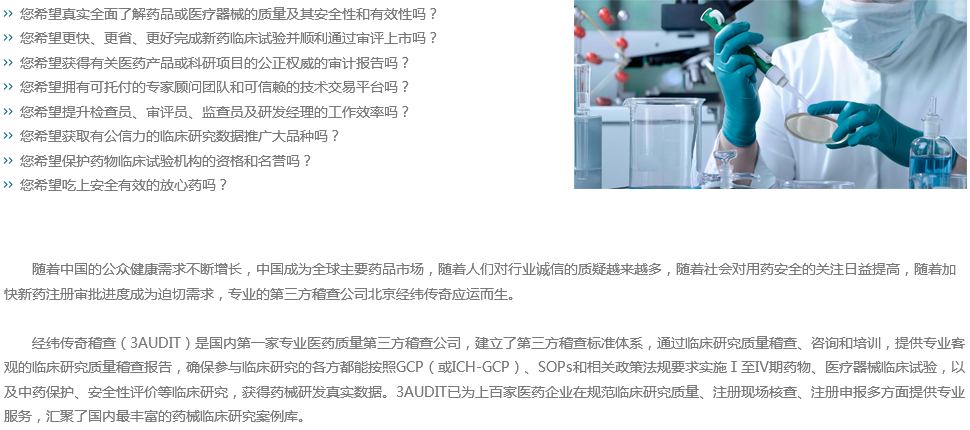 ›› 您希望真实全面了解药品或医疗器械的质量及其安全性和有效性吗？
›› 您希望更快、更省、更好完成新药临床试验并顺利通过审评上市吗？
›› 您希望获得有关医药产品或科研项目的公正权威的审计报告吗？
›› 您希望拥有可托付的专家顾问团队和可信赖的技术交易平台吗？
›› 您希望提升检查员、审评员、监查员及研发经理的工作效率吗？
›› 您希望获取有公信力的临床研究数据推广大品种吗？
›› 您希望保护药物临床试验机构的资格和名誉吗？
›› 您希望吃上安全有效的放心药吗？
随着中国的公众健康需求不断增长，中国成为全球主要药品市场，随着人们对行业诚信的质疑越来越多，随着社会对用药安全的关注日益提高，随着加
快新药注册审批进度成为迫切需求，专业的第三方稽查公司北京经纬传奇应运而生。
经纬传奇稽查（3AUDIT）是国内第一家专业医药质量第三方稽查公司，建立了第三方稽查标准体系，通过临床研究质量稽查、咨询和培训，提供专业客
观的临床研究质量稽查报告，确保参与临床研究的各方都能按照GCP（或ICH-GCP）、SOPs和相关政策法规要求实施Ⅰ至IV期药物、医疗器械临床试验，以
及中药保护、安全性评价等临床研究，获得药械研发真实数据。3AUDIT已为上百家医药企业在规范临床研究质量、注册现场核查、注册申报多方面提供专业
服务，汇聚了国内最丰富的药械临床研究案例库。